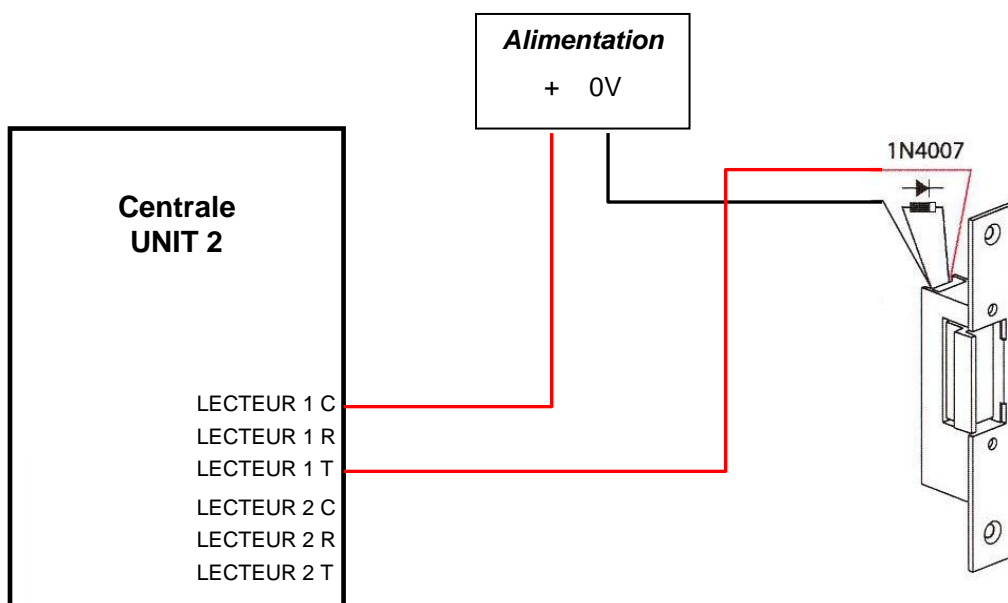 Alimentation
+ 0V
1N4007
Centrale
UNIT 2
LECTEUR 1 C
LECTEUR 1 R
LECTEUR 1 T
LECTEUR 2 C
LECTEUR 2 R
LECTEUR 2 T